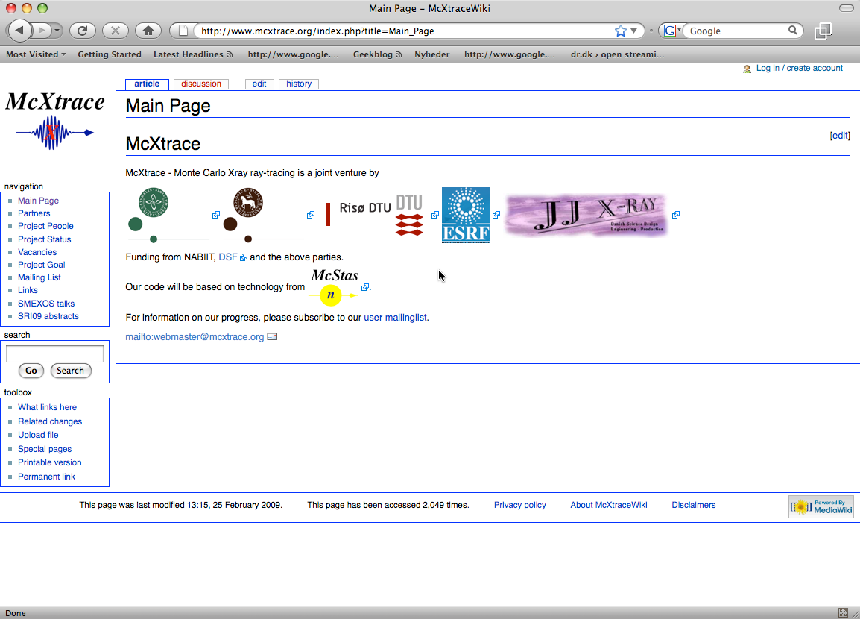 Main Page – McXtraceWiki
http://www.mcxtrace.org/index.php?title=Main_Page
G
Google
Most Visited
Getting Started
Latest Headlines
http://www.google....
Geekblog
Nyheder
http://www.google.
dr.dk > open streami..
Log in / create account
article
discussion
edit
history
McXtrace
Main Page
McXtrace
[edit]
McXtrace - Monte Carlo Xray ray-tracing is a joint venture by
Risø DTU
DTU
ESRF
JJ X-RAY
Funding from NABIIT, DSF and the above parties.
McStas
n
Our code will be based on technology from .
For information on our progress, please subscribe to our user mailinglist.
mailto:webmaster@mcxtrace.org
navigation
Main Page
Partners
Project People
Project Status
Vacancies
Project Goal
Mailing List
Links
SMEXOS talks
SRI09 abstracts
search
Go
Search
toolbox
What links here
Related changes
Upload file
Special pages
Printable version
Permanent link
This page was last modified 13:15, 25 February 2009.
This page has been accessed 2,049 times.
Privacy policy
About McXtraceWiki
Disclaimers
Powered By
MediaWiki
Done